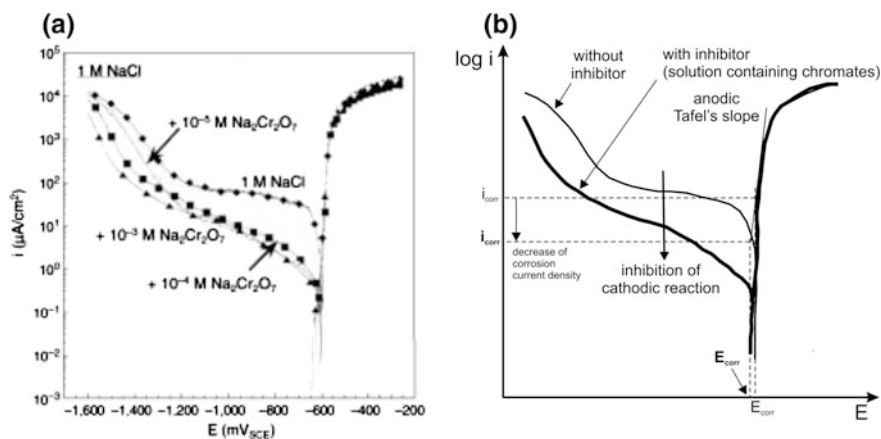 (a)
10⁵
10⁴
10³
10²
10¹
10⁰
10⁻¹
10⁻²
10⁻³
i (μA/cm²)
1 M NaCl
+ 10⁻⁵ M Na₂Cr₂O₇
1 M NaCl
+ 10⁻³ M Na₂Cr₂O₇
+ 10⁻⁴ M Na₂Cr₂O₇
-1,600 -1,400 -1,200 -1,000 -800 -600 -400 -200
E (mV_SCE)
(b)
log i
without
inhibitor
with inhibitor
(solution containing chromates)
anodic
Tafel's slope
i_corr
i_corr
decrease of
corrosion
current density
inhibition of
cathodic reaction
E_corr
E_corr
E